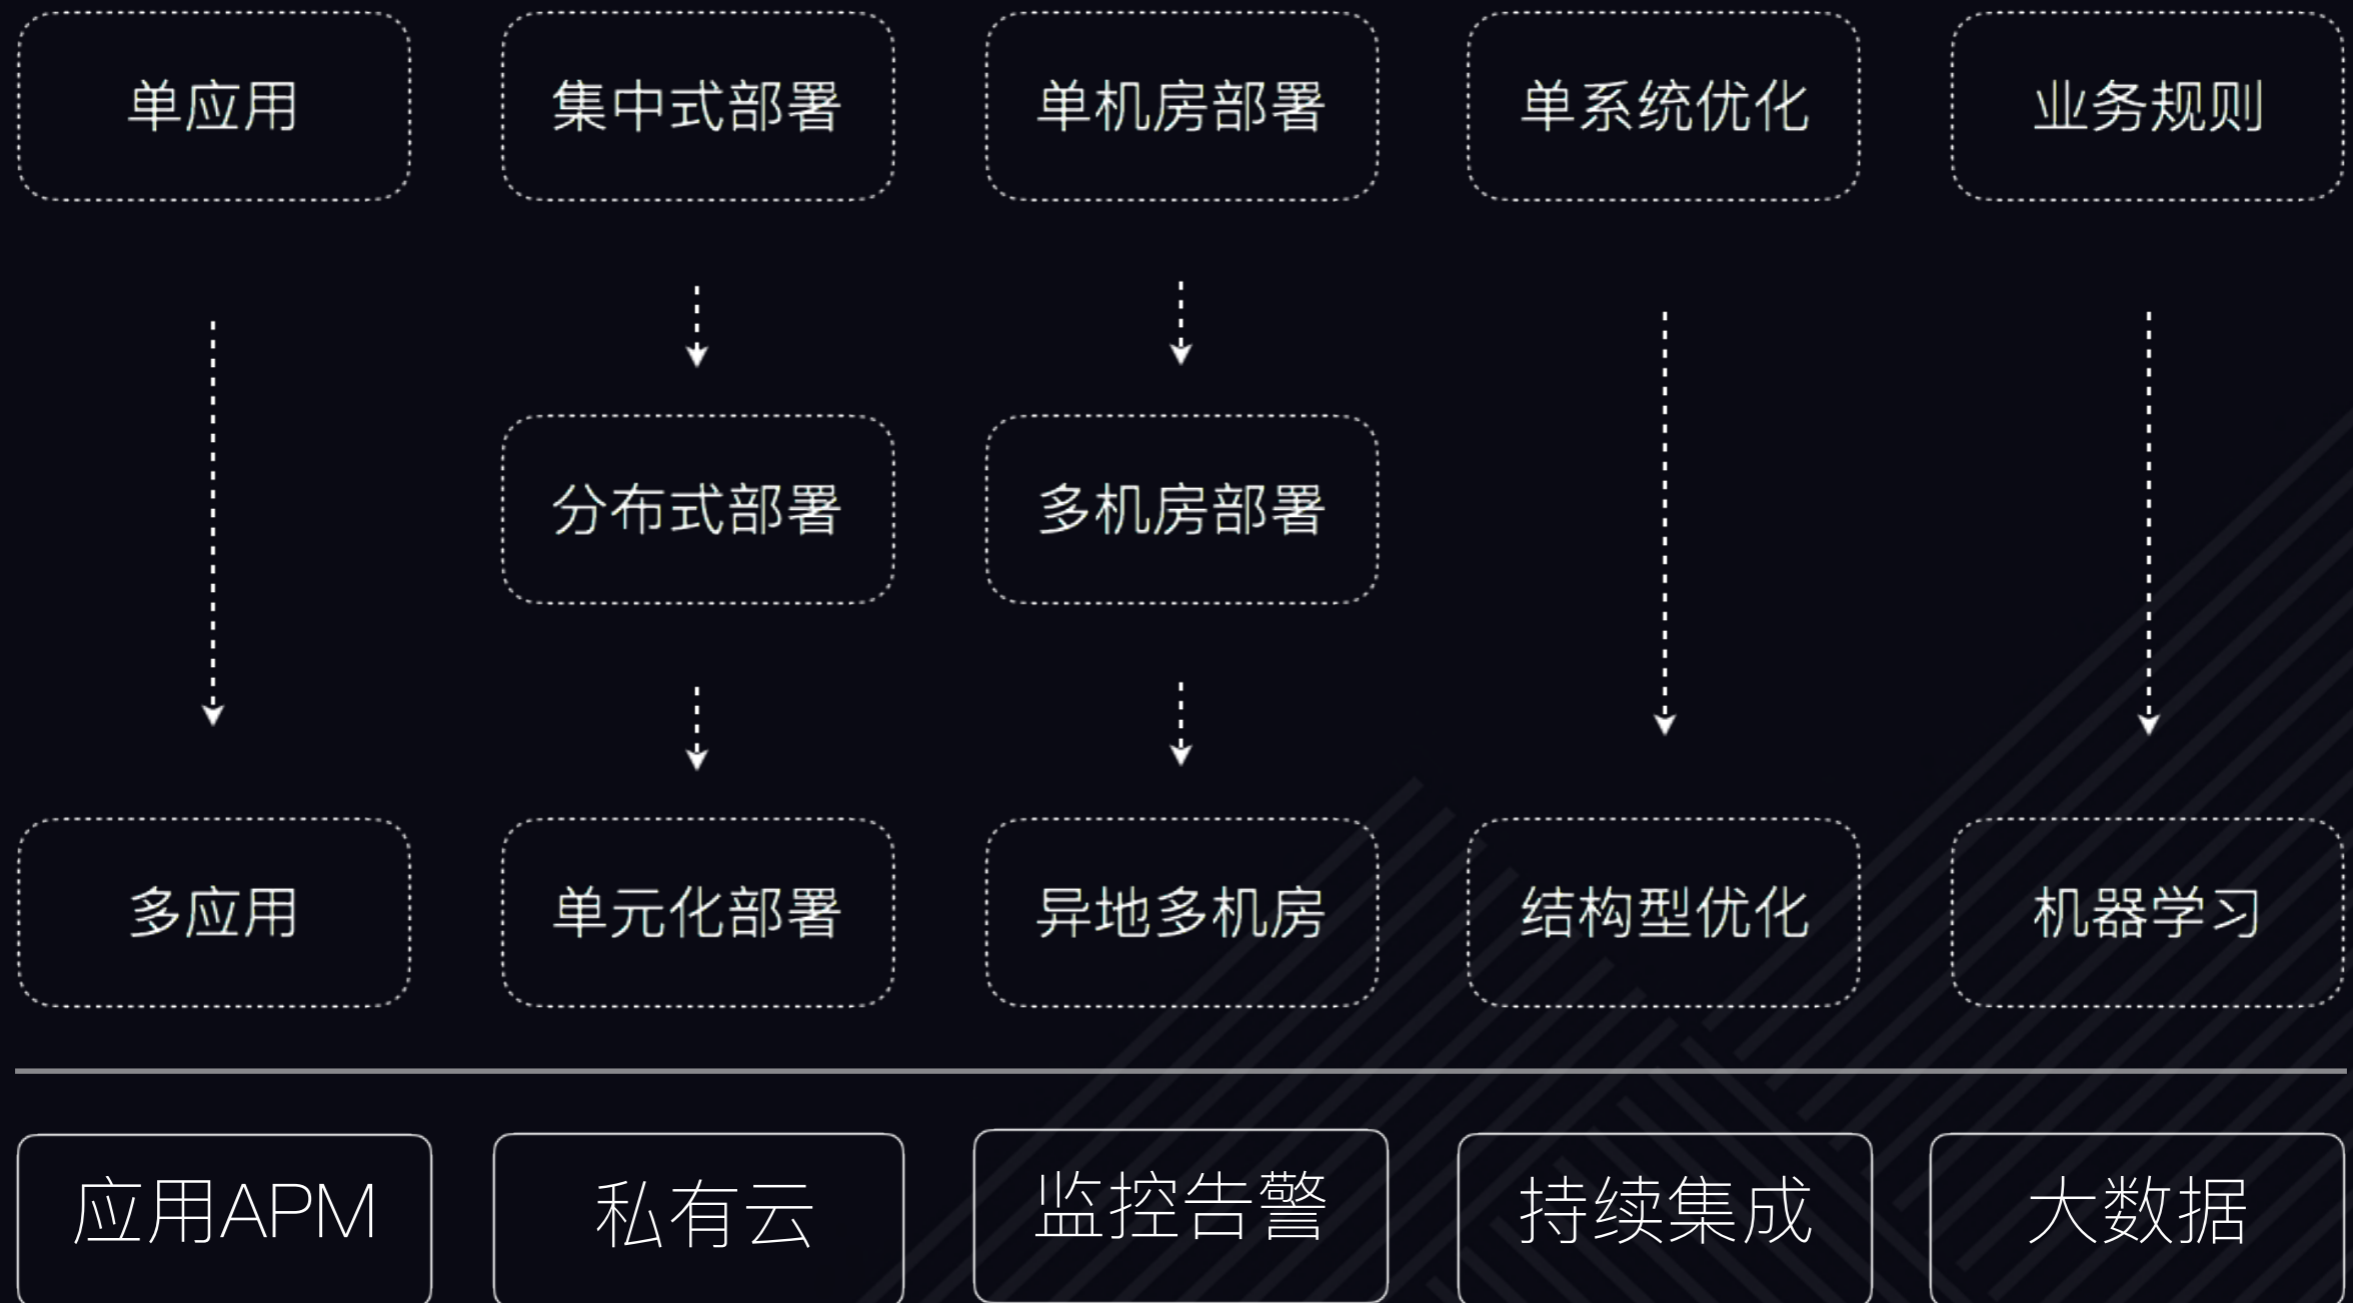 单应用
集中式部署
单机房部署
单系统优化
业务规则
分布式部署
多机房部署
多应用
单元化部署
异地多机房
结构型优化
机器学习
应用APM
私有云
监控告警
持续集成
大数据